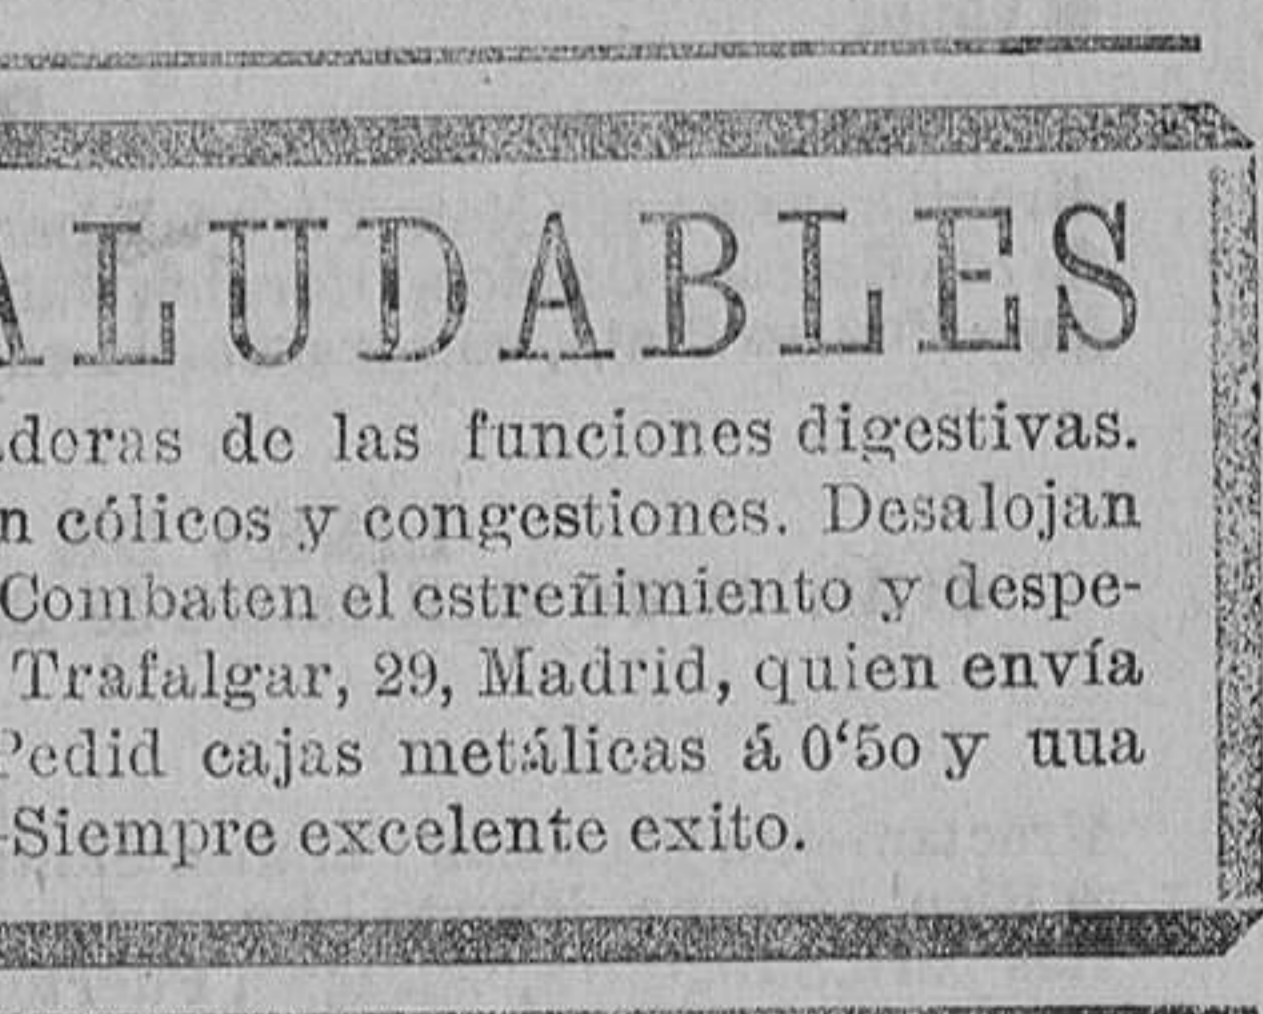 ALUDABLES
adoras de las funciones digestivas.
n cólicos y congestiones. Desalojan
Combaten el estreñimiento y despe-
Trafalgar, 29, Madrid, quien envía
Pedid cajas metálicas á 0‘5o y uua
-Siempre excelente exito.